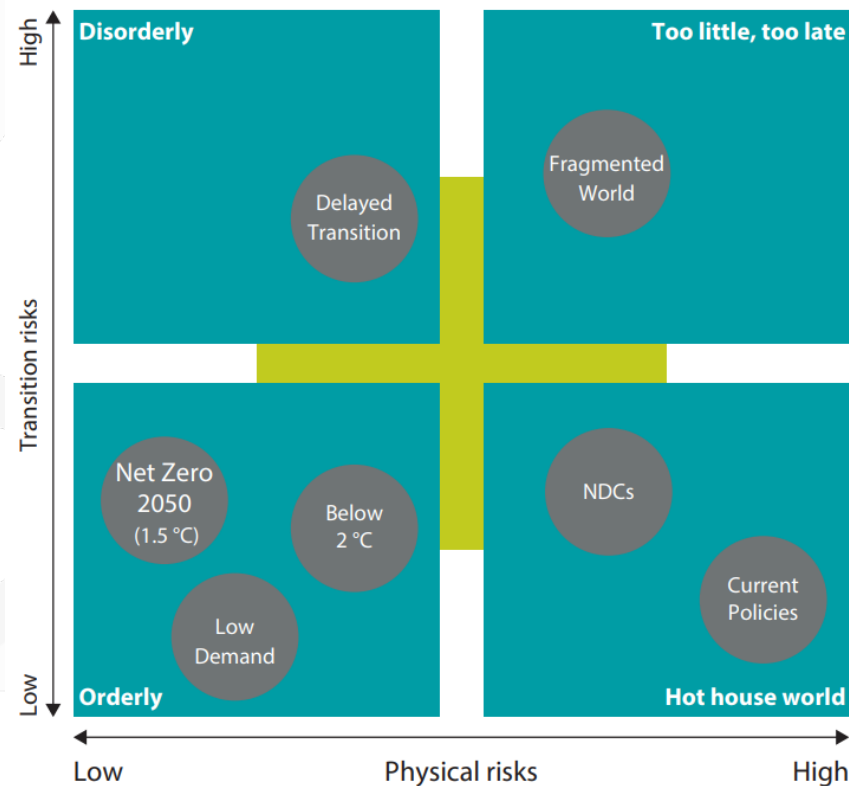 High
Disorderly
Too little, too late
Fragmented
World
Delayed
Transition
Transition risks
Net Zero
2050
(1.5 °C)
Below
2 °C
NDCs
Low
Demand
Current
Policies
Low
Orderly
Hot house world
Low
Physical risks
High